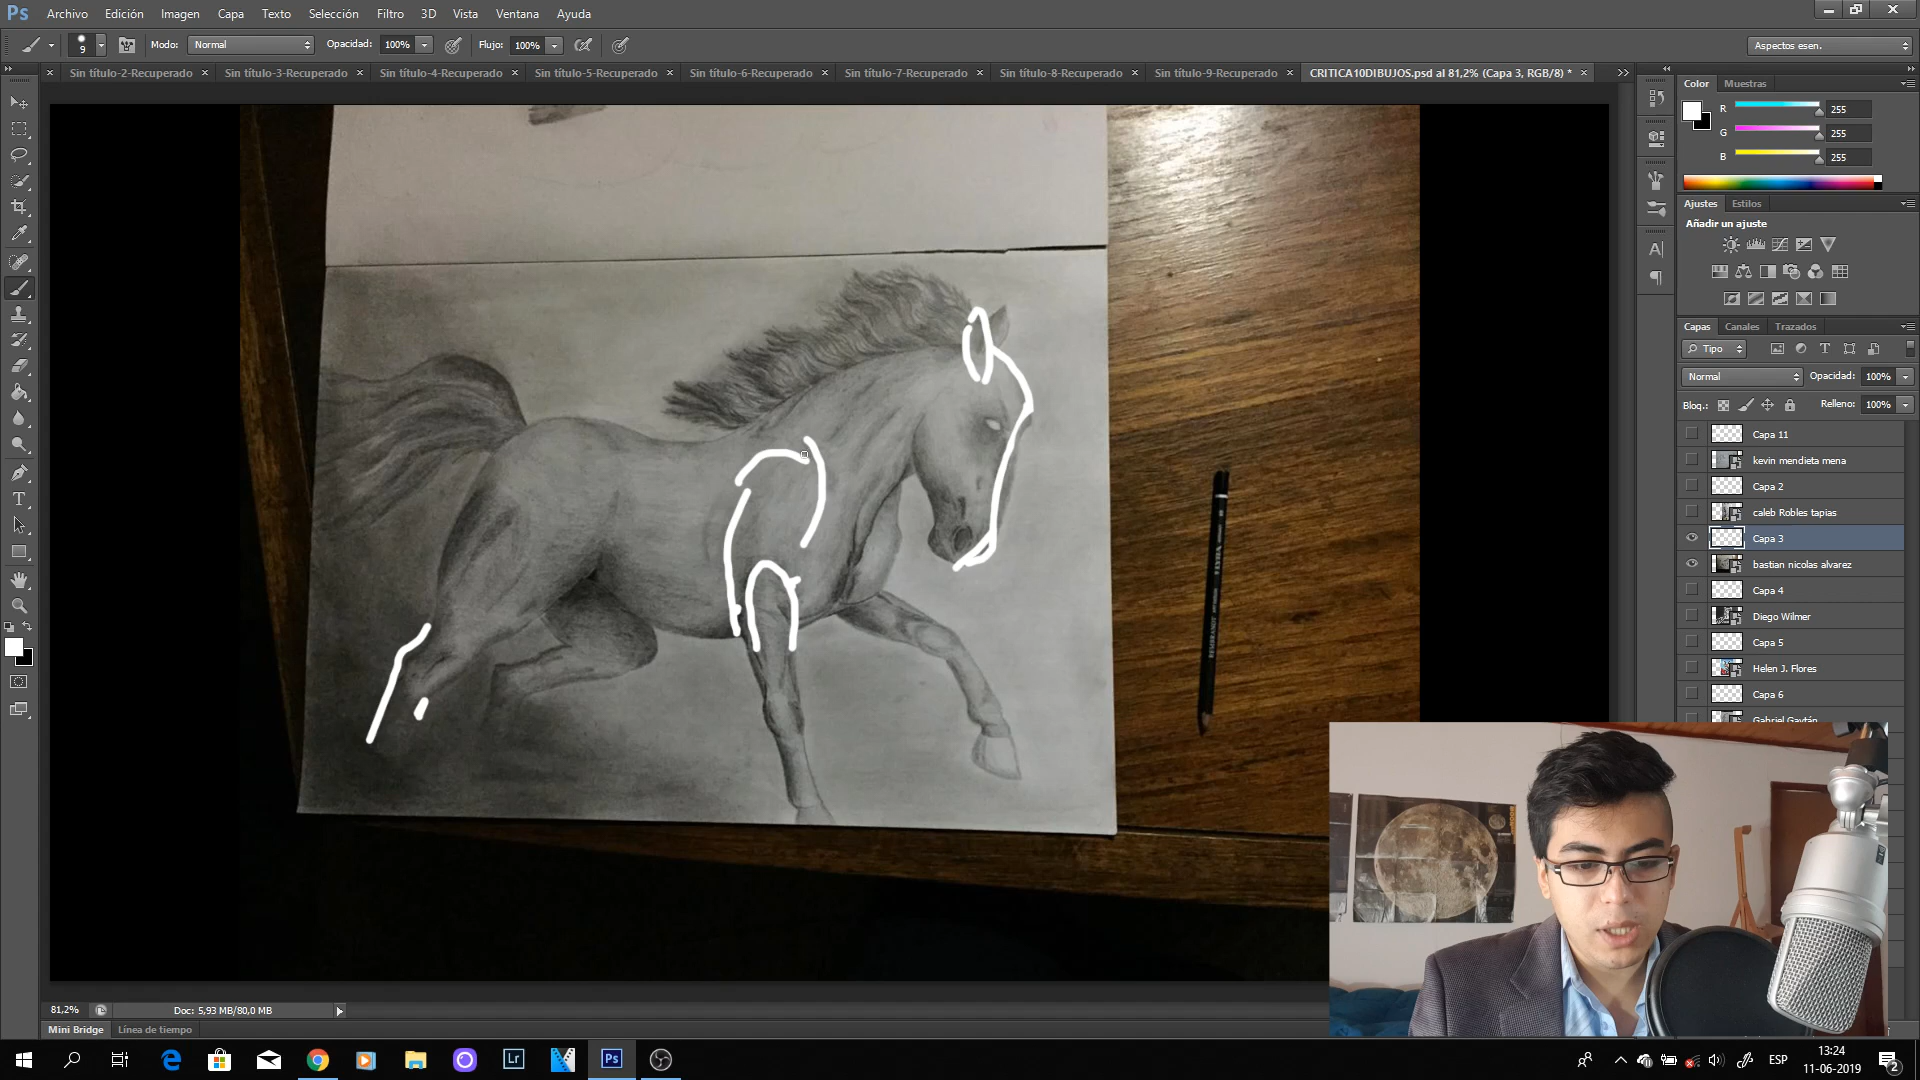 Ps Archivo Edición Imagen Capa Texto Selección Filtro 3D Vista Ventana Ayuda
9 Modo: Normal Opacidad: 100% Flujo: 100% Aspectos esen.
Sin título-2-Recuperado × Sin título-3-Recuperado × Sin título-4-Recuperado × Sin título-5-Recuperado × Sin título-6-Recuperado × Sin título-7-Recuperado × Sin título-8-Recuperado × Sin título-9-Recuperado × CRITICA10DIBUJOS.psd al 81,2% (Capa 3, RGB/8) * ×
Color Muestras
R 255
G 255
B 255
Ajustes Estilos
Añadir un ajuste
Capas Canales Trazados
Tipo
Normal Opacidad: 100%
Bloq.: Relleno: 100%
Capa 11
kevin mendieta mena
Capa 2
caleb Robles tapias
Capa 3
bastian nicolas alvarez
Capa 4
Diego Wilmer
Capa 5
Helen J. Flores
Capa 6
Gabriel Gaytán
81,2% Doc: 5,93 MB/80,0 MB
Mini Bridge Línea de tiempo
Lr Ps ESP 13:24
11-06-2019 2